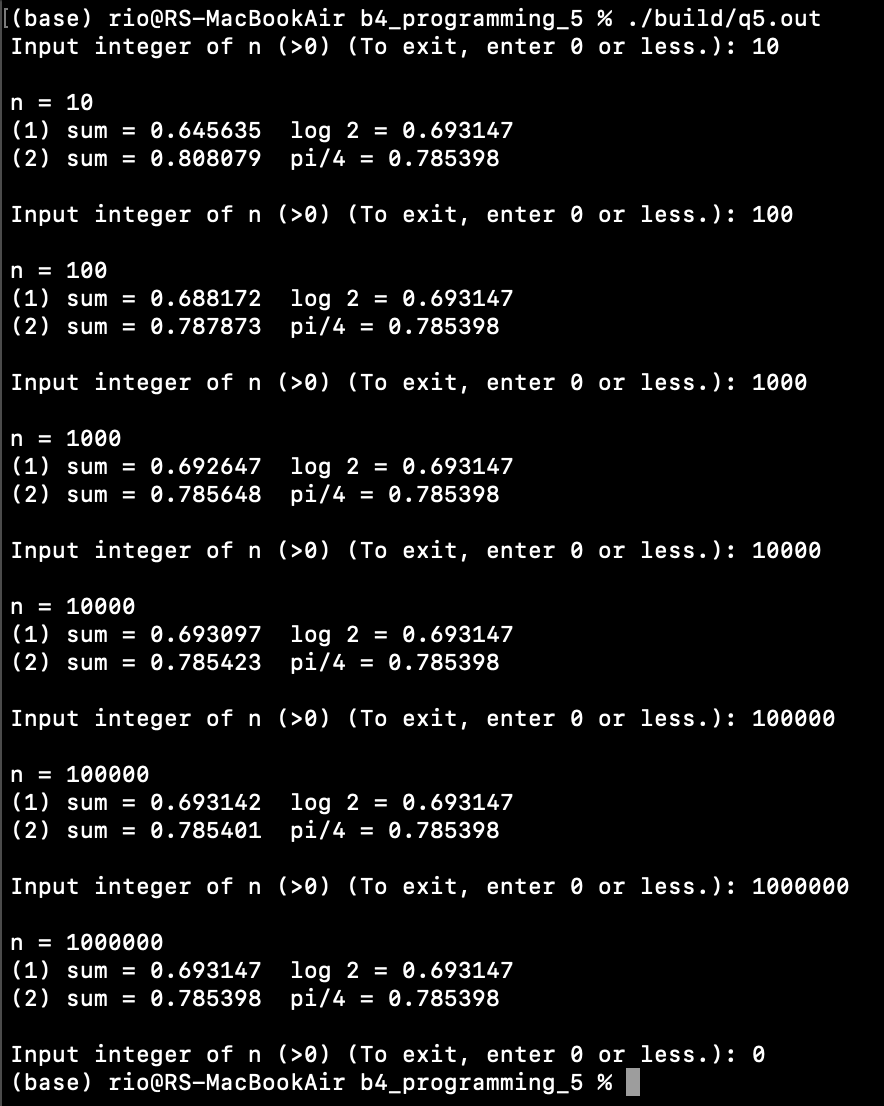 (base) rio@RS-MacBookAir b4_programming_5 % ./build/q5.out
Input integer of n (>0) (To exit, enter 0 or less.): 10
n = 10
(1) sum = 0.645635  log 2 = 0.693147
(2) sum = 0.808079  pi/4 = 0.785398
Input integer of n (>0) (To exit, enter 0 or less.): 100
n = 100
(1) sum = 0.688172  log 2 = 0.693147
(2) sum = 0.787873  pi/4 = 0.785398
Input integer of n (>0) (To exit, enter 0 or less.): 1000
n = 1000
(1) sum = 0.692647  log 2 = 0.693147
(2) sum = 0.785648  pi/4 = 0.785398
Input integer of n (>0) (To exit, enter 0 or less.): 10000
n = 10000
(1) sum = 0.693097  log 2 = 0.693147
(2) sum = 0.785423  pi/4 = 0.785398
Input integer of n (>0) (To exit, enter 0 or less.): 100000
n = 100000
(1) sum = 0.693142  log 2 = 0.693147
(2) sum = 0.785401  pi/4 = 0.785398
Input integer of n (>0) (To exit, enter 0 or less.): 1000000
n = 1000000
(1) sum = 0.693147  log 2 = 0.693147
(2) sum = 0.785398  pi/4 = 0.785398
Input integer of n (>0) (To exit, enter 0 or less.): 0
(base) rio@RS-MacBookAir b4_programming_5 %